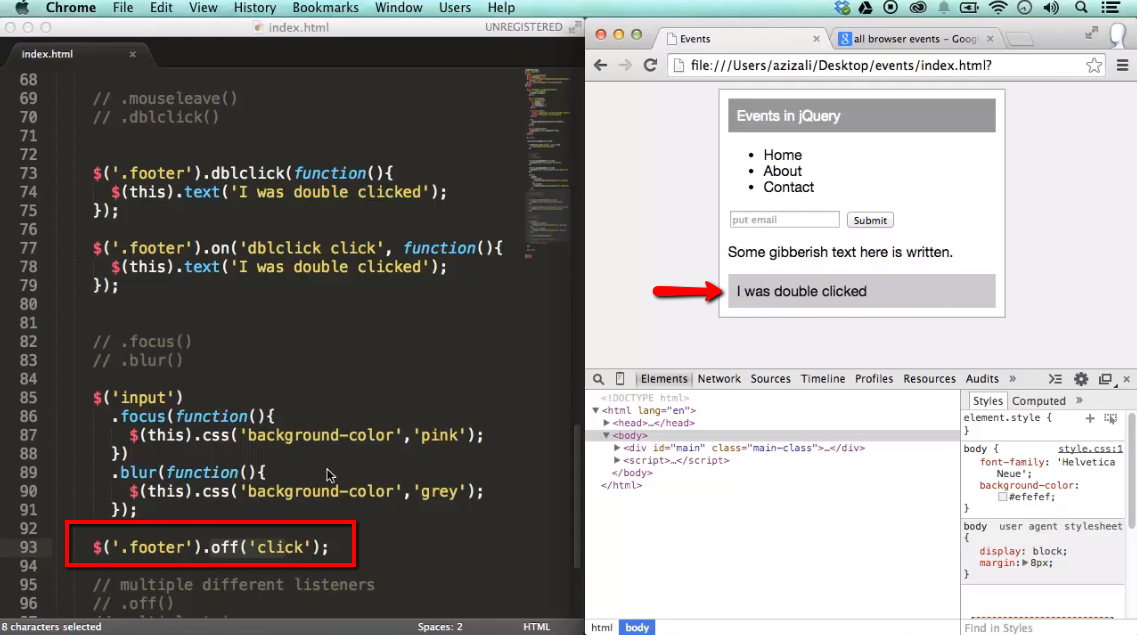 Chrome File Edit View History Bookmarks Window Users Help
index.html UNREGISTERED
index.html
68
69 // .mouseleave()
70 // .dblclick()
71
72
73 $('.footer').dblclick(function(){
74 $(this).text('I was double clicked');
75 });
76
77 $('.footer').on('dblclick click', function(){
78 $(this).text('I was double clicked');
79 });
80
81
82 // .focus()
83 // .blur()
84
85 $('input')
86 .focus(function(){
87 $(this).css('background-color','pink');
88 })
89 .blur(function(){
90 $(this).css('background-color','grey');
91 });
92
93 $('.footer').off('click');
94
95 // multiple different listeners
96 // .off()
8 characters selected Spaces: 2 HTML
Events all browser events – Goog
file:///Users/azizali/Desktop/events/index.html?
Events in jQuery
• Home
• About
• Contact
put email Submit
Some gibberish text here is written.
I was double clicked
Elements Network Sources Timeline Profiles Resources Audits »
<!DOCTYPE html>
▼<html lang="en">
▶<head>…</head>
▼<body>
▶<div id="main" class="main-class">…</div>
▶<script>…</script>
</body>
</html>
html body
Styles Computed »
element.style {
}
body { style.css:1
font-family: 'Helvetica
Neue';
background-color:
#efefef;
}
body user agent stylesheet
{
display: block;
margin:▶8px;
}
Find in Styles